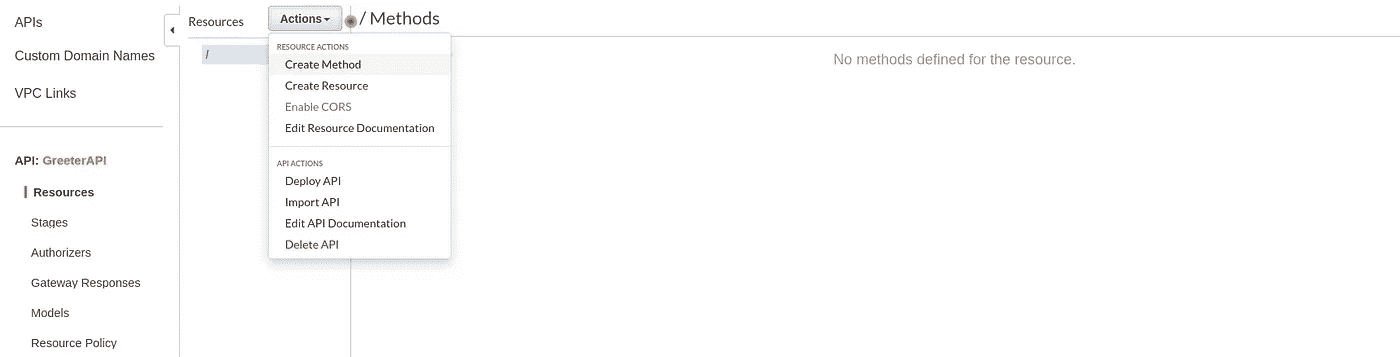 APIs
Custom Domain Names
VPC Links
API: GreeterAPI
Resources
Stages
Authorizers
Gateway Responses
Models
Resource Policy
Resources
Actions
/ Methods
/
RESOURCE ACTIONS
Create Method
Create Resource
Enable CORS
Edit Resource Documentation
API ACTIONS
Deploy API
Import API
Edit API Documentation
Delete API
No methods defined for the resource.